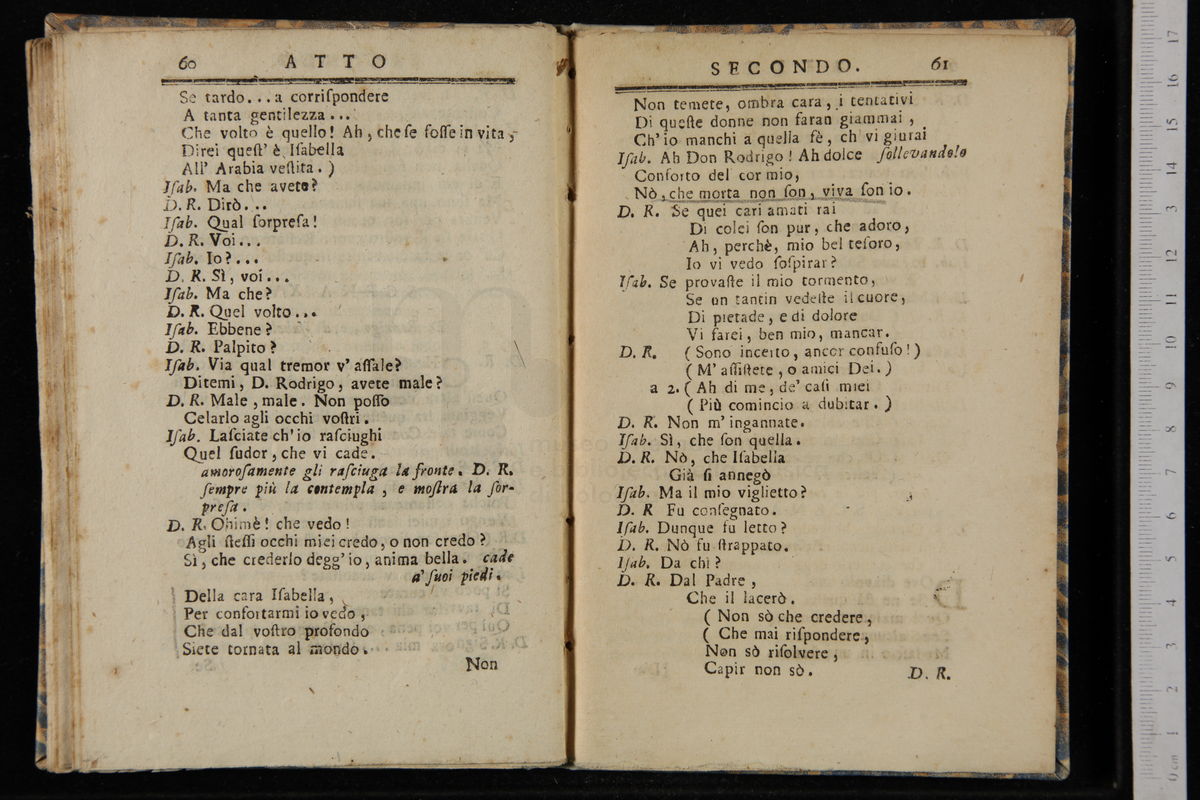 60 ATTO
Se tardo... a corriſpondere
A tanta gentilezza...
Che volto è quello! Ah, che ſe foſſe in vita,
Direi queſt' è Iſabella
All' Arabia veſtita.)
Iſab. Ma che avete?
D. R. Dirò...
Iſab. Qual ſorpreſa!
D. R. Voi...
Iſab. Io?...
D. R. Sì, voi...
Iſab. Ma che?
D. R. Quel volto...
Iſab. Ebbene?
D. R. Palpito?
Iſab. Via qual tremor v' aſſale?
Ditemi, D. Rodrigo, avete male?
D. R. Male, male. Non poſſo
Celarlo agli occhi voſtri.
Iſab. Laſciate ch' io raſciughi
Quel ſudor, che vi cade.
amoroſamente gli raſciuga la fronte. D. R.
ſempre più la contempla, e moſtra la ſor-
preſa.
D. R. Ohimè! che vedo!
Agli ſteſſi occhi miei credo, o non credo?
Sì, che crederlo degg' io, anima bella. cade
a' ſuoi piedi.
Della cara Iſabella,
Per confortarmi io vedo,
Che dal voſtro profondo
Siete tornata al mondo.
Non
SECONDO. 61
Non temete, ombra cara, i tentativi
Di queſte donne non faran giammai,
Ch' io manchi a quella fè, ch vi giurai
Iſab. Ah Don Rodrigo! Ah dolce ſollevandolo
Conforto del cor mio,
Nò, che morta non ſon, viva ſon io.
D. R. Se quei cari amati rai
Di colei ſon pur, che adoro,
Ah, perchè, mio bel teſoro,
Io vi vedo ſoſpirar?
Iſab. Se provaſte il mio tormento,
Se un tantin vedeſte il cuore,
Di pietade, e di dolore
Vi farei, ben mio, mancar.
D. R. (Sono incerto, ancor confuſo!)
(M' aſſiſtete, o amici Dei.)
a 2. (Ah di me, de' caſi miei
(Più comincio a dubitar.)
D. R. Non m' ingannate.
Iſab. Sì, che ſon quella.
D. R. Nò, che Iſabella
Già ſi annegò
Iſab. Ma il mio viglietto?
D. R Fu conſegnato.
Iſab. Dunque fu letto?
D. R. Nò fu ſtrappato.
Iſab. Da chi?
D. R. Dal Padre,
Che il lacerò.
(Non sò che credere,
(Che mai riſpondere,
Non sò riſolvere,
Capir non sò.
D. R.